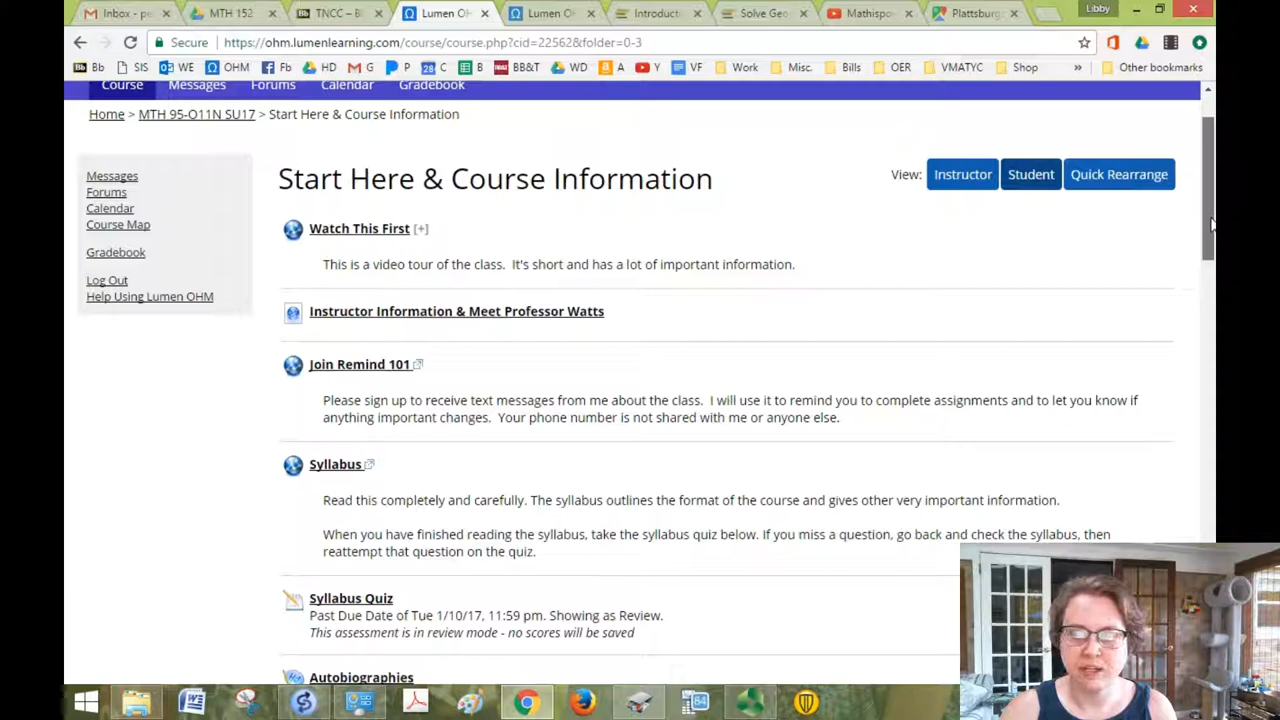 Libby
Inbox - pe
MTH 152
TNCC – B
Lumen OH
Lumen O
Introducti
Solve Geo
Mathispo
Plattsburg
Secure
https://ohm.lumenlearning.com/course/course.php?cid=22562&folder=0-3
Bb SIS WE OHM Fb HD G P C B BB&T WD A Y VF Work Misc. Bills OER VMATYC Shop » Other bookmarks
Course Messages Forums Calendar Gradebook
Home > MTH 95-O11N SU17 > Start Here & Course Information
Messages
Forums
Calendar
Course Map
Gradebook
Log Out
Help Using Lumen OHM
Start Here & Course Information
View: Instructor Student Quick Rearrange
Watch This First [+]
This is a video tour of the class. It's short and has a lot of important information.
Instructor Information & Meet Professor Watts
Join Remind 101
Please sign up to receive text messages from me about the class. I will use it to remind you to complete assignments and to let you know if
anything important changes. Your phone number is not shared with me or anyone else.
Syllabus
Read this completely and carefully. The syllabus outlines the format of the course and gives other very important information.
When you have finished reading the syllabus, take the syllabus quiz below. If you miss a question, go back and check the syllabus, then
reattempt that question on the quiz.
Syllabus Quiz
Past Due Date of Tue 1/10/17, 11:59 pm. Showing as Review.
This assessment is in review mode - no scores will be saved
Autobiographies